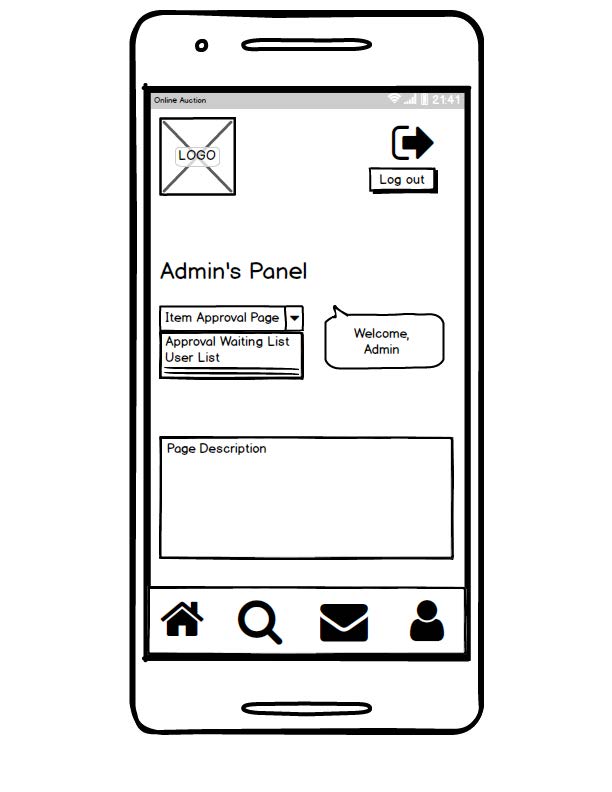 Online Auction
21:41
LOGO
Log out
Admin's Panel
Item Approval Page
Approval Waiting List
User List
Welcome,
Admin
Page Description